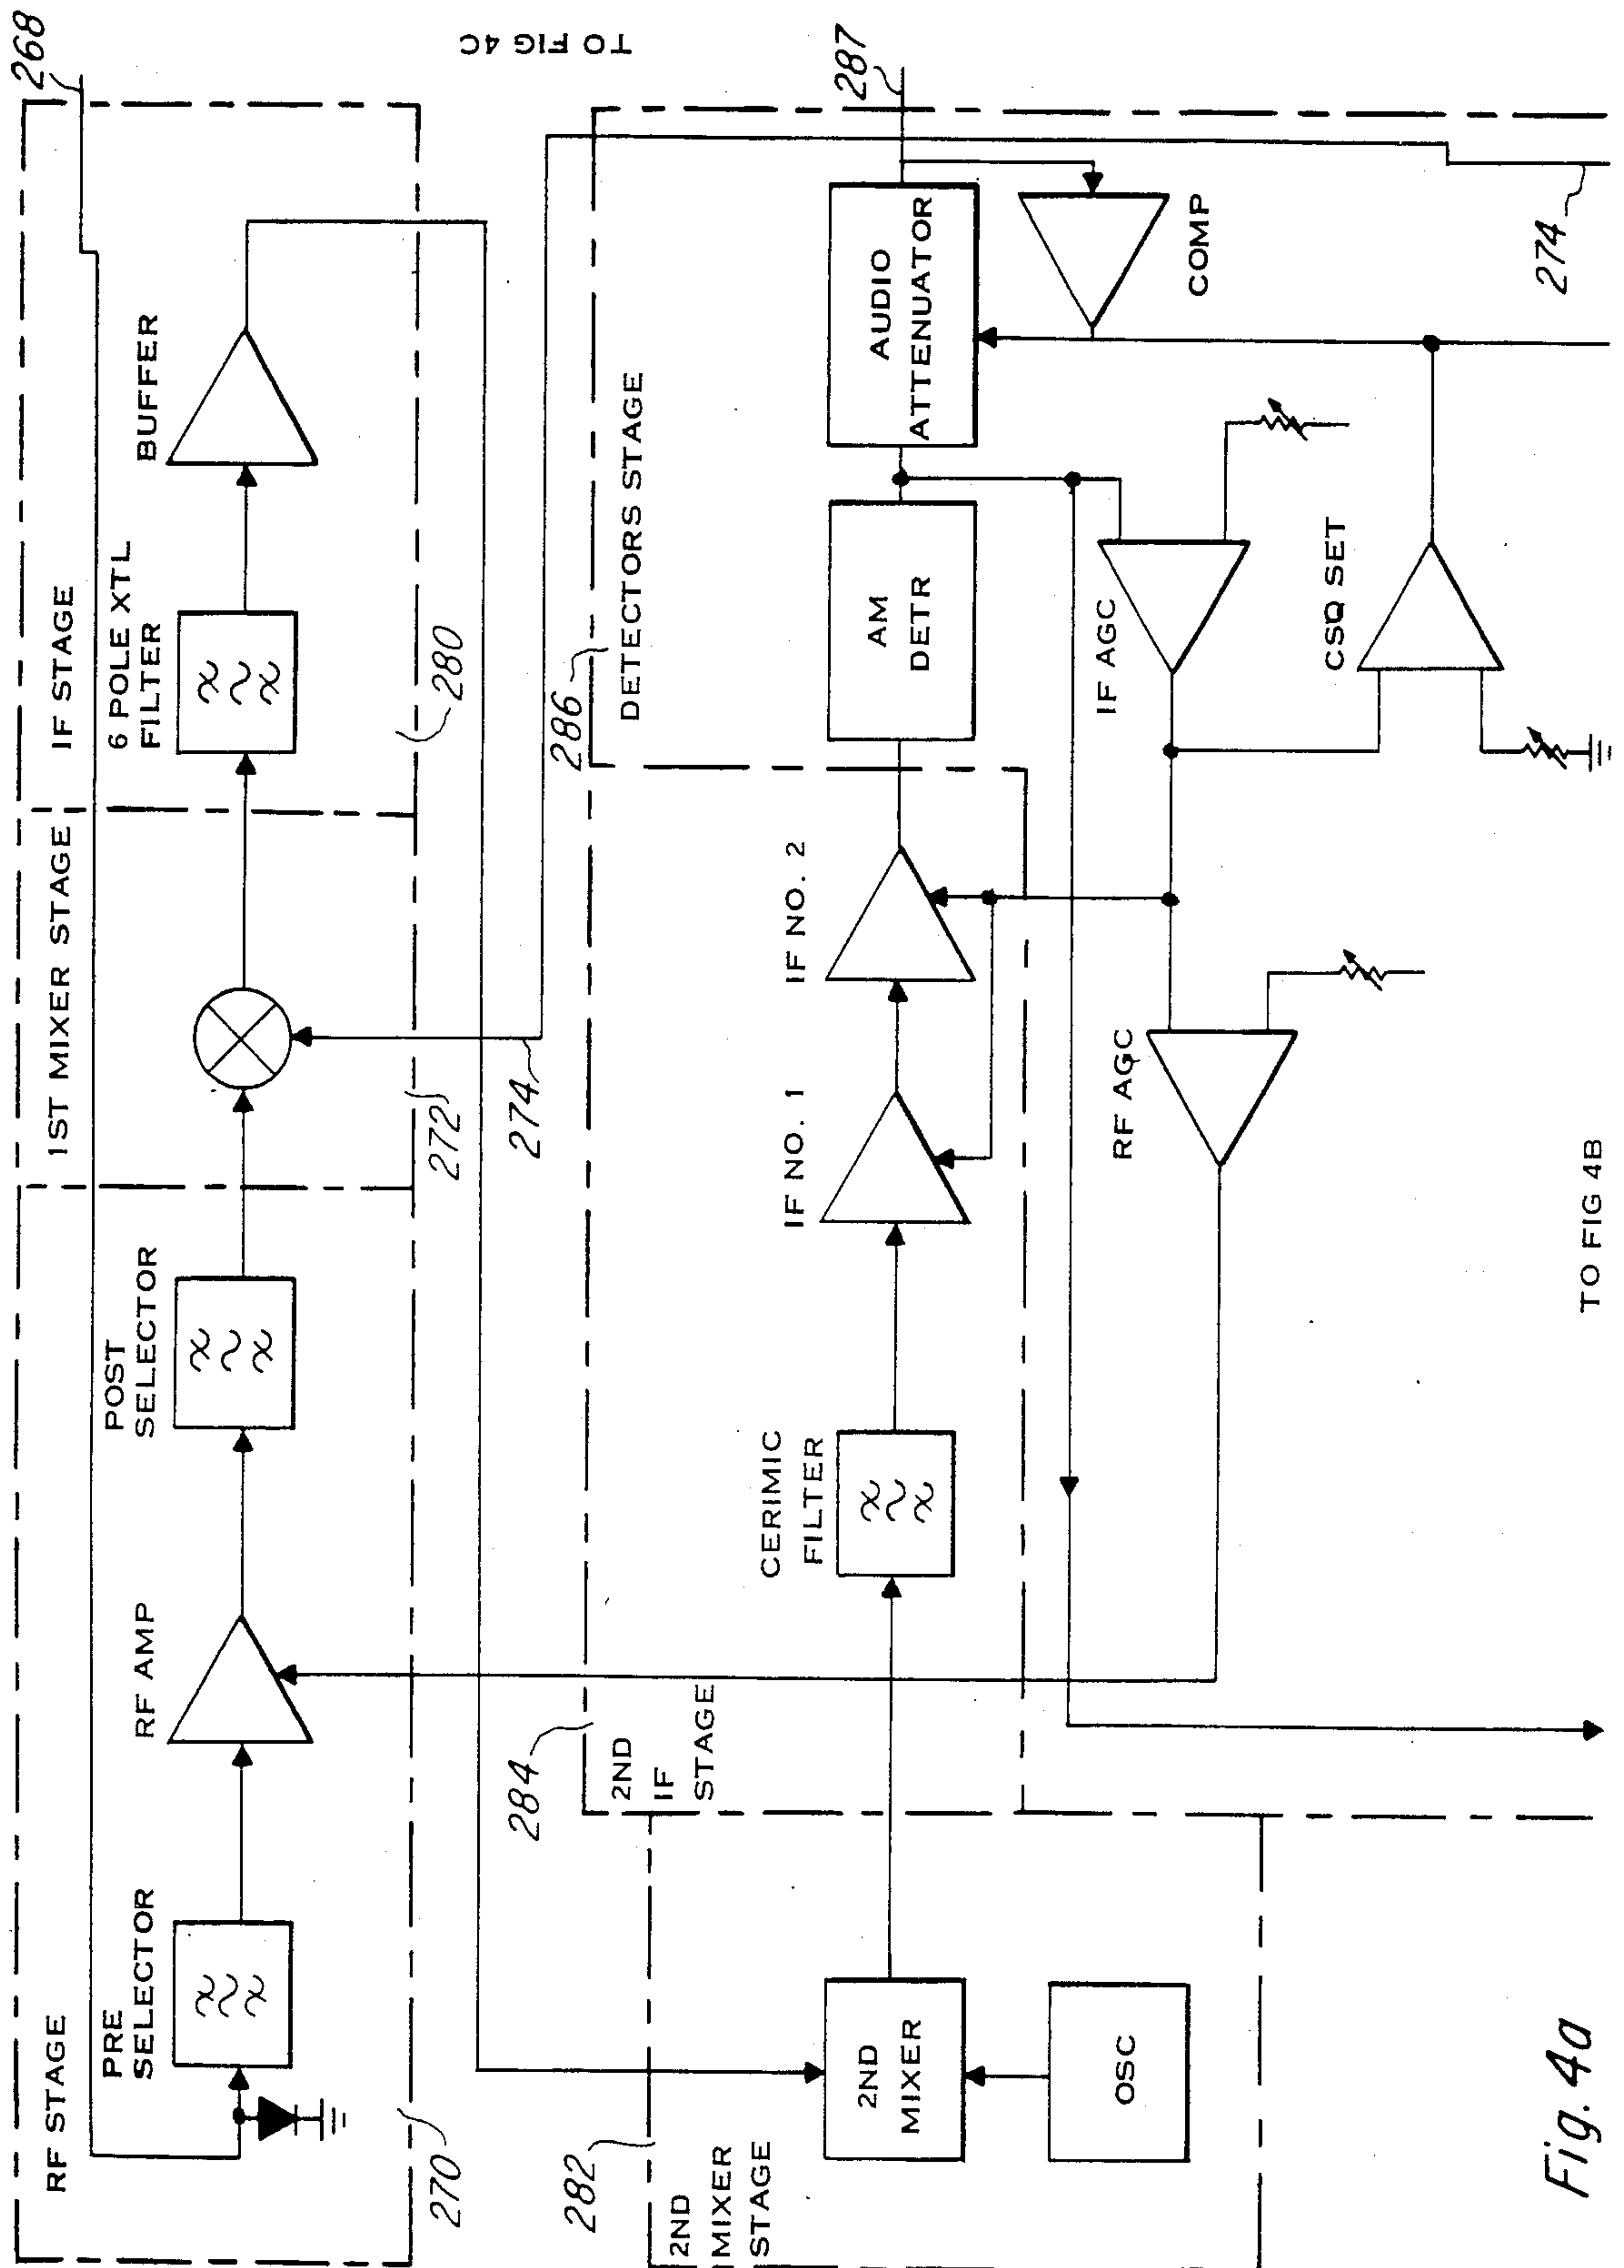 RF STAGE
1ST MIXER STAGE
IF STAGE
268
PRE
SELECTOR
RF AMP
POST
SELECTOR
6 POLE XTL
FILTER
BUFFER
270
272
280
274
TO FIG 4C
282
284
286
287
2ND
MIXER
STAGE
2ND
IF
STAGE
DETECTORS STAGE
2ND
MIXER
OSC
CERIMIC
FILTER
IF NO. 1
IF NO. 2
AM
DETR
AUDIO
ATTENUATOR
COMP
RF AGC
IF AGC
CSQ SET
274
TO FIG 4B
Fig. 4a